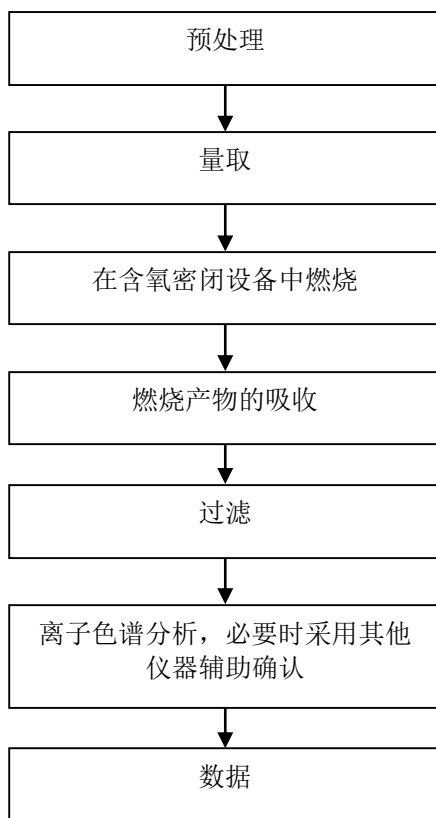 预处理
量取
在含氧密闭设备中燃烧
燃烧产物的吸收
过滤
离子色谱分析，必要时采用其他
仪器辅助确认
数据